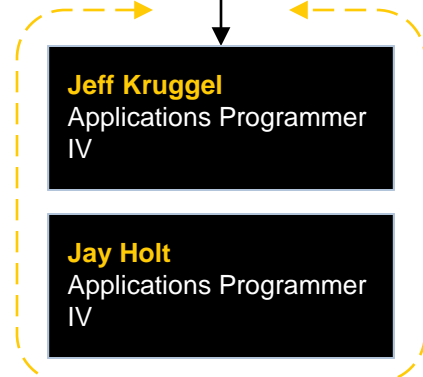 Jeff Kruggel
Applications Programmer
IV
Jay Holt
Applications Programmer
IV